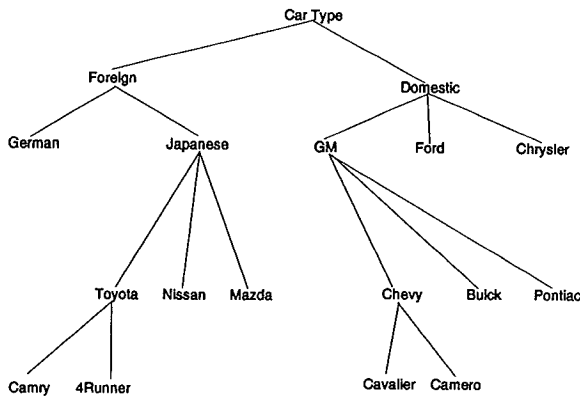 Car Type
Foreign
Domestic
German
Japanese
GM
Ford
Chrysler
Toyota
Nissan
Mazda
Chevy
Buick
Pontiac
Camry
4Runner
Cavalier
Camero